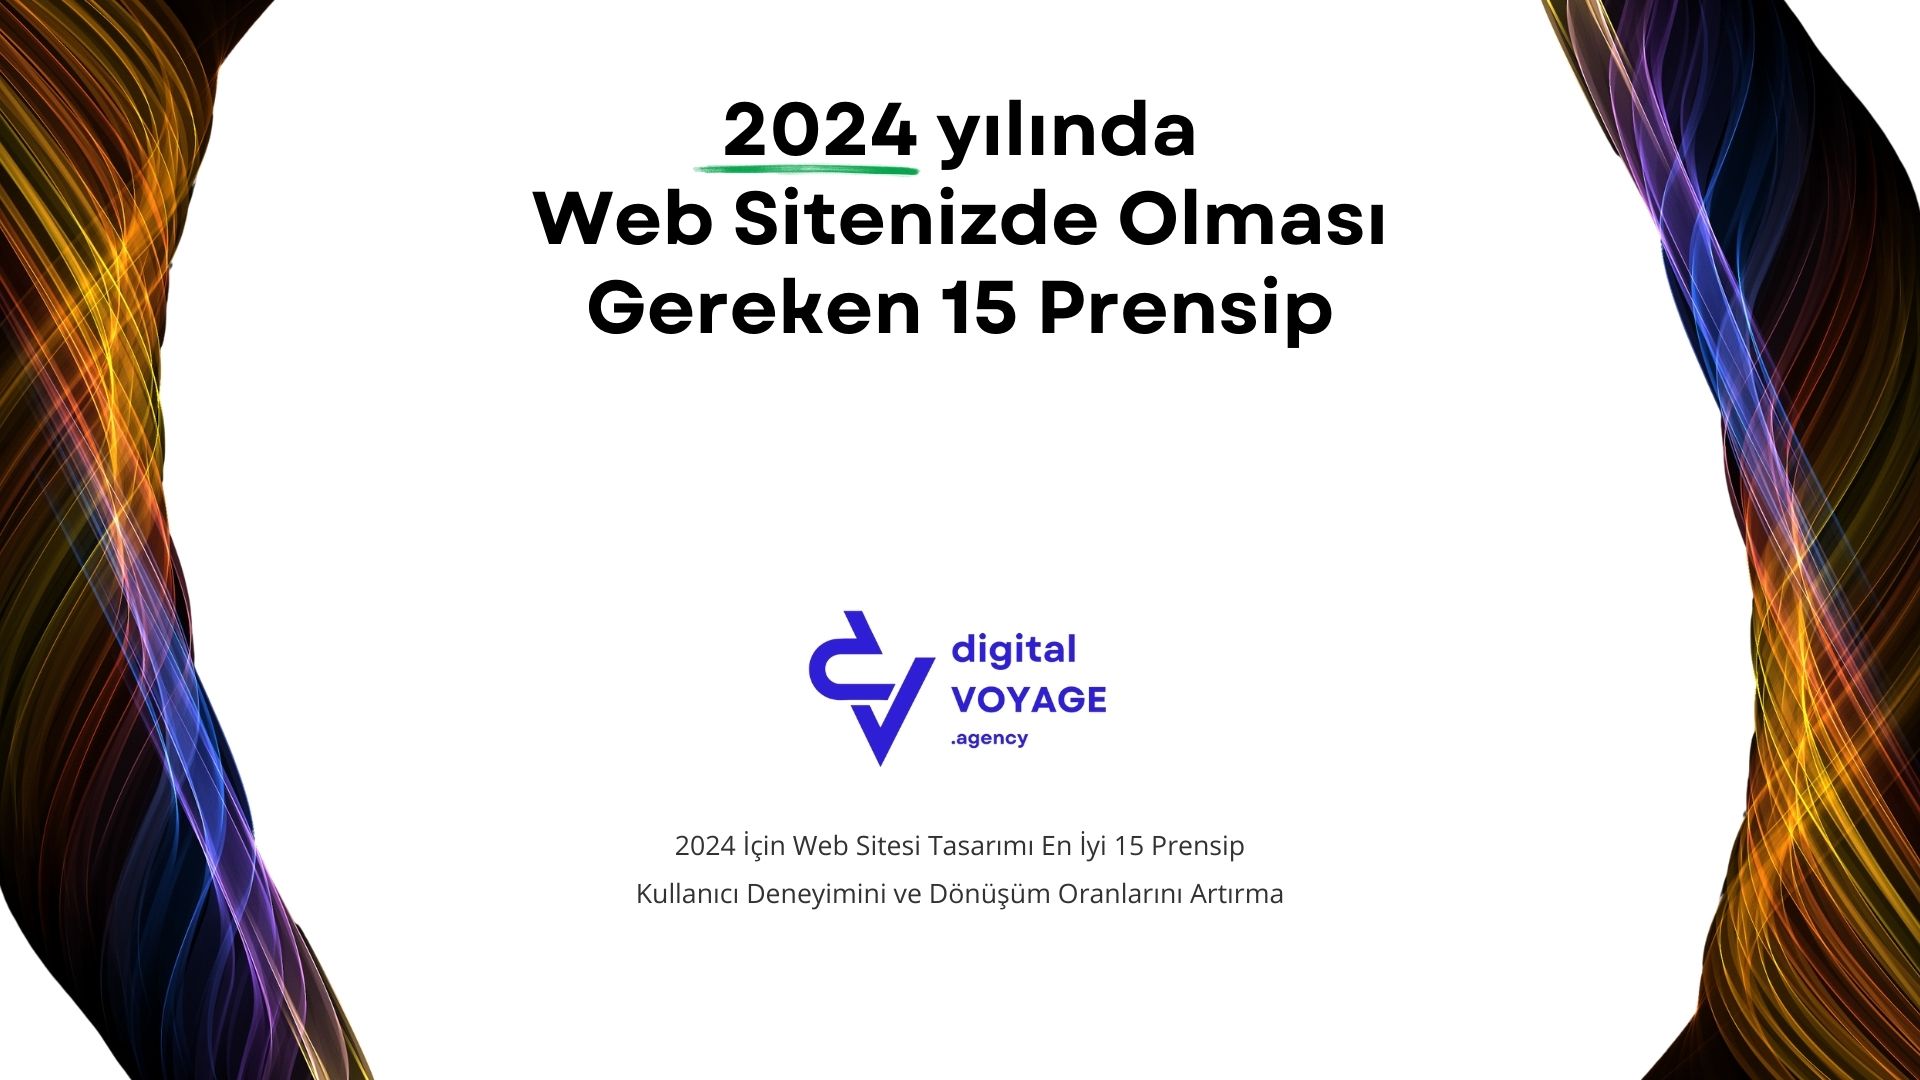 2024 yılında
Web Sitenizde Olması
Gereken 15 Prensip
digital
VOYAGE
.agency
2024 İçin Web Sitesi Tasarımı En İyi 15 Prensip
Kullanıcı Deneyimini ve Dönüşüm Oranlarını Artırma